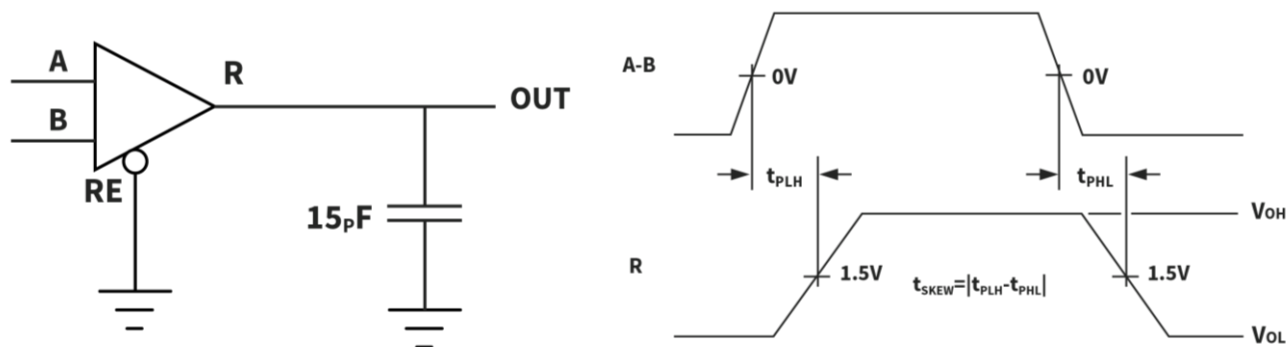 A
B
RE
R
OUT
15pF
A-B
0V
0V
tPLH
tPHL
R
1.5V
1.5V
tSKEW=|tPLH-tPHL|
VOH
VOL